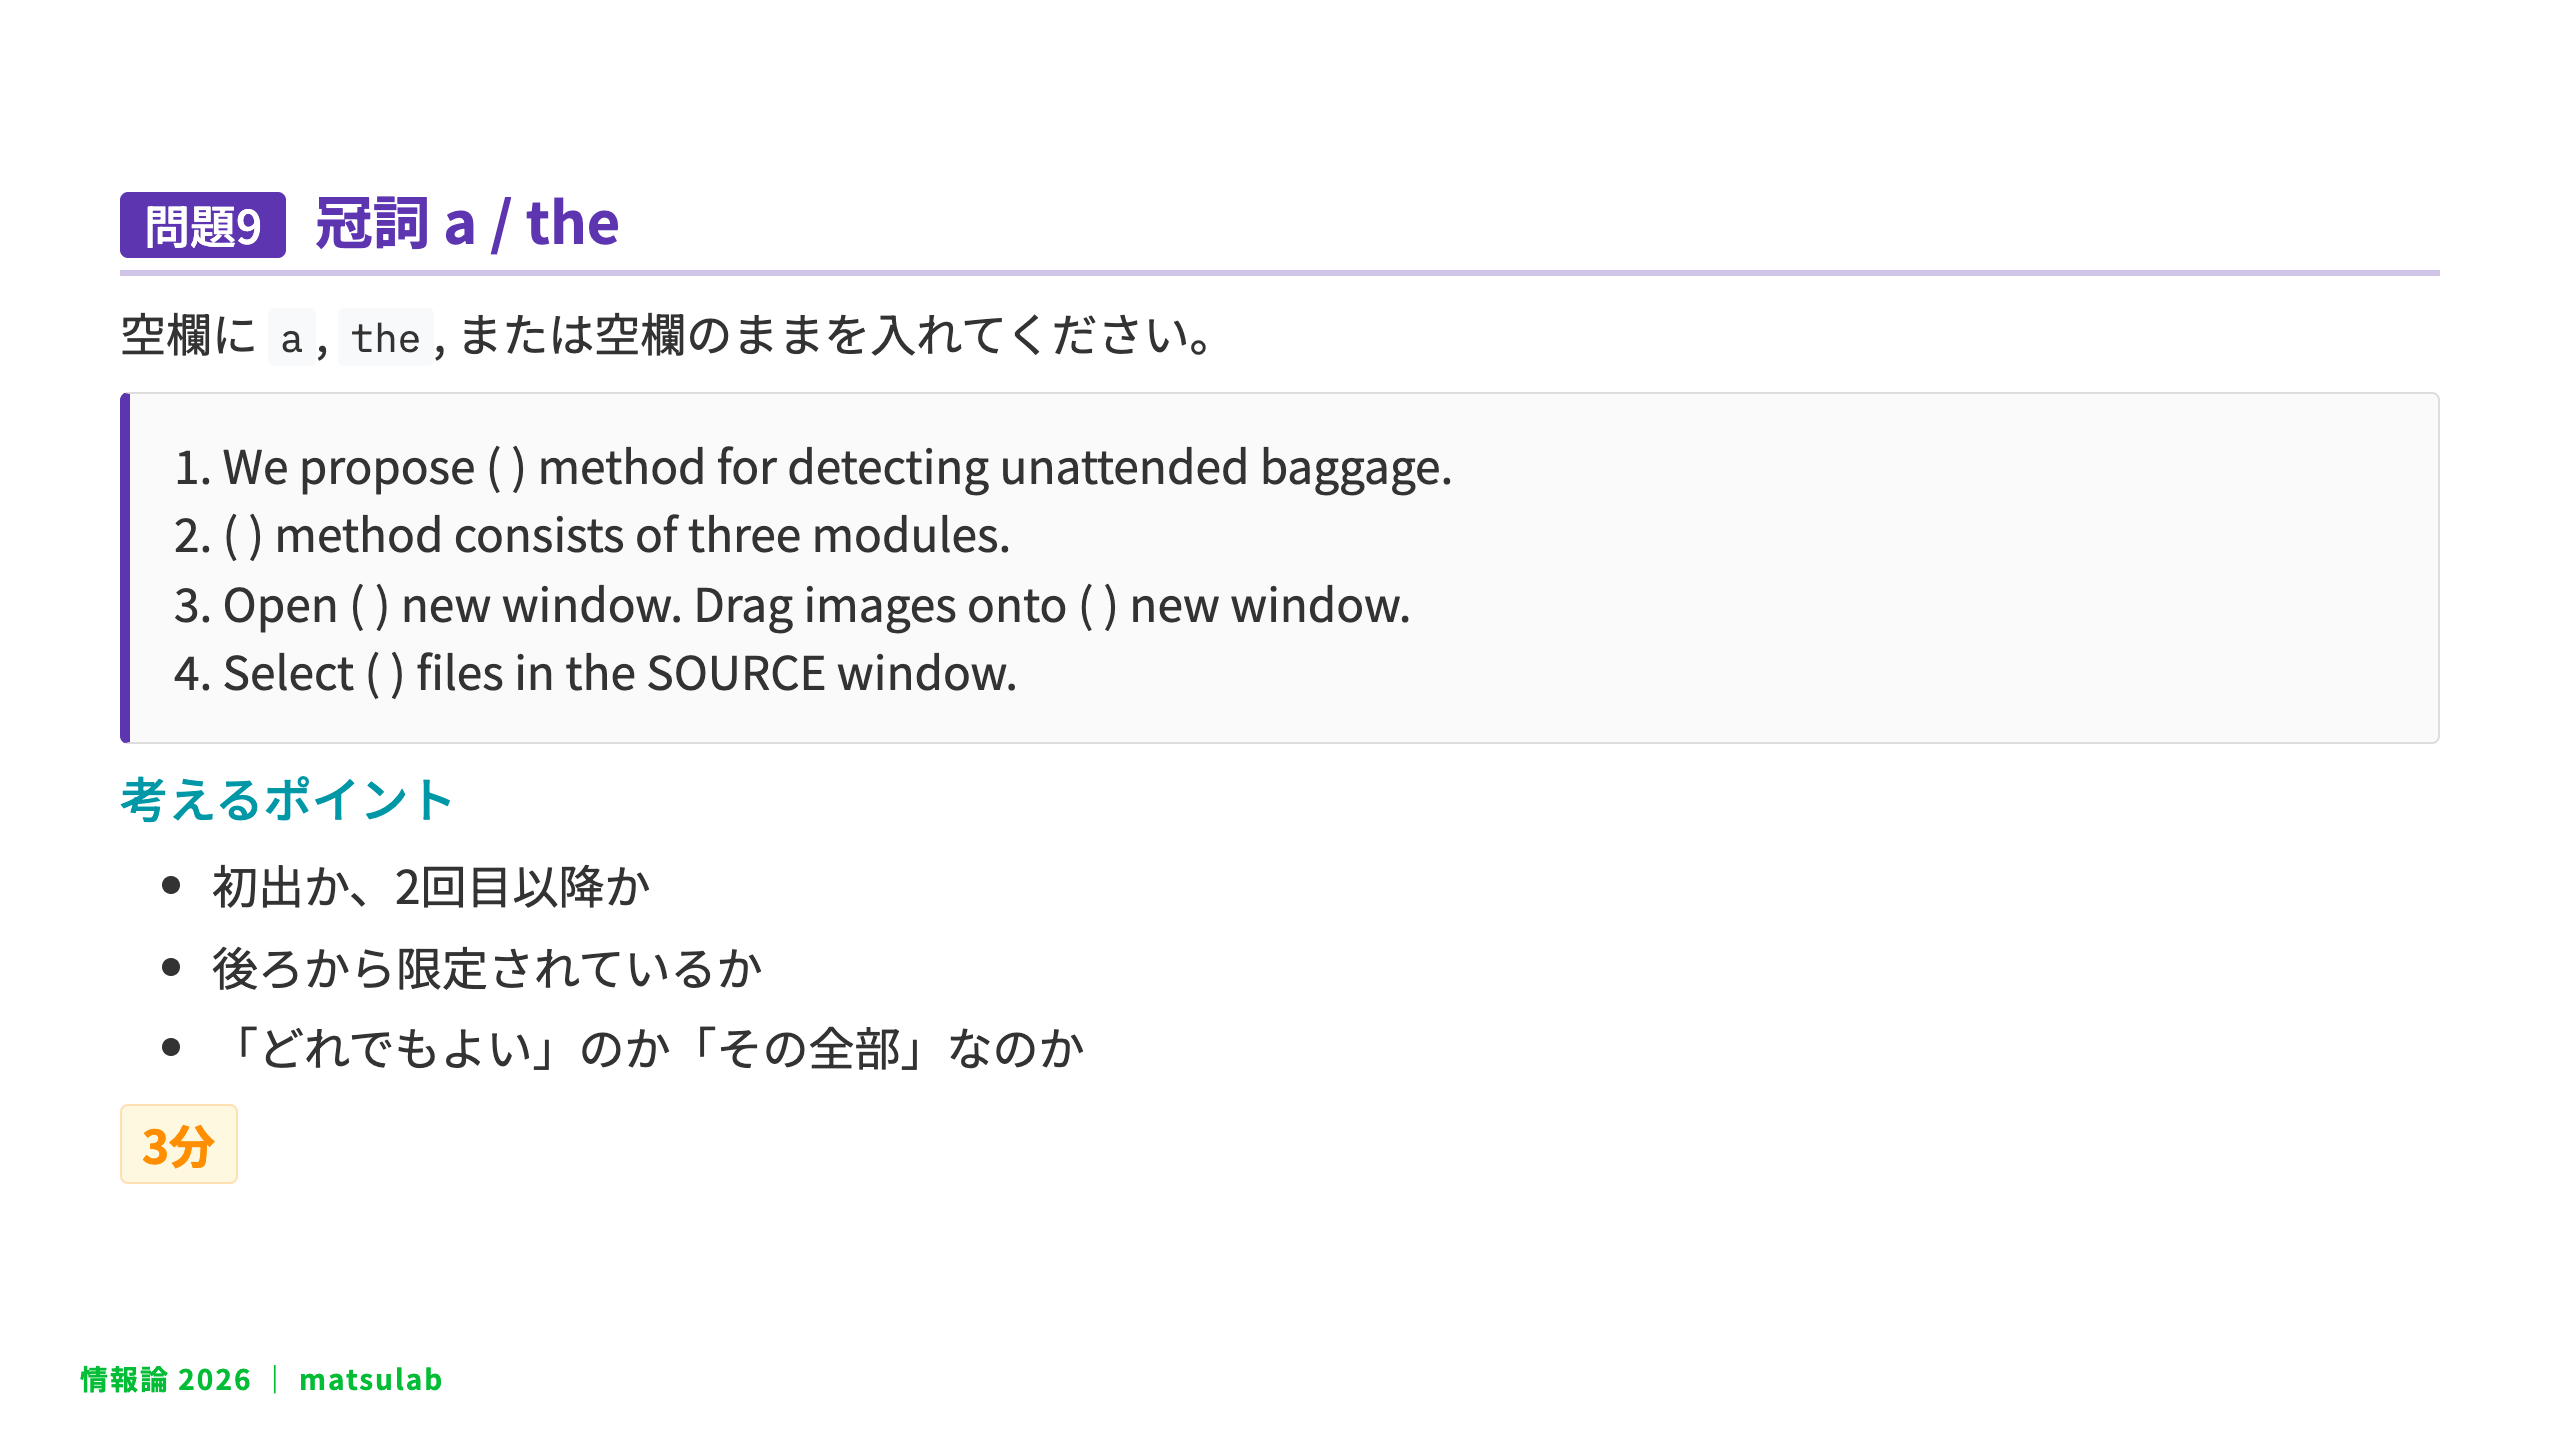 問題9 冠詞 a / the
空欄に a, the, または空欄のままを入れてください。
1. We propose ( ) method for detecting unattended baggage.
2. ( ) method consists of three modules.
3. Open ( ) new window. Drag images onto ( ) new window.
4. Select ( ) files in the SOURCE window.
考えるポイント
• 初出か、2回目以降か
• 後ろから限定されているか
• 「どれでもよい」のか「その全部」なのか
3分
情報論 2026 ｜ matsulab